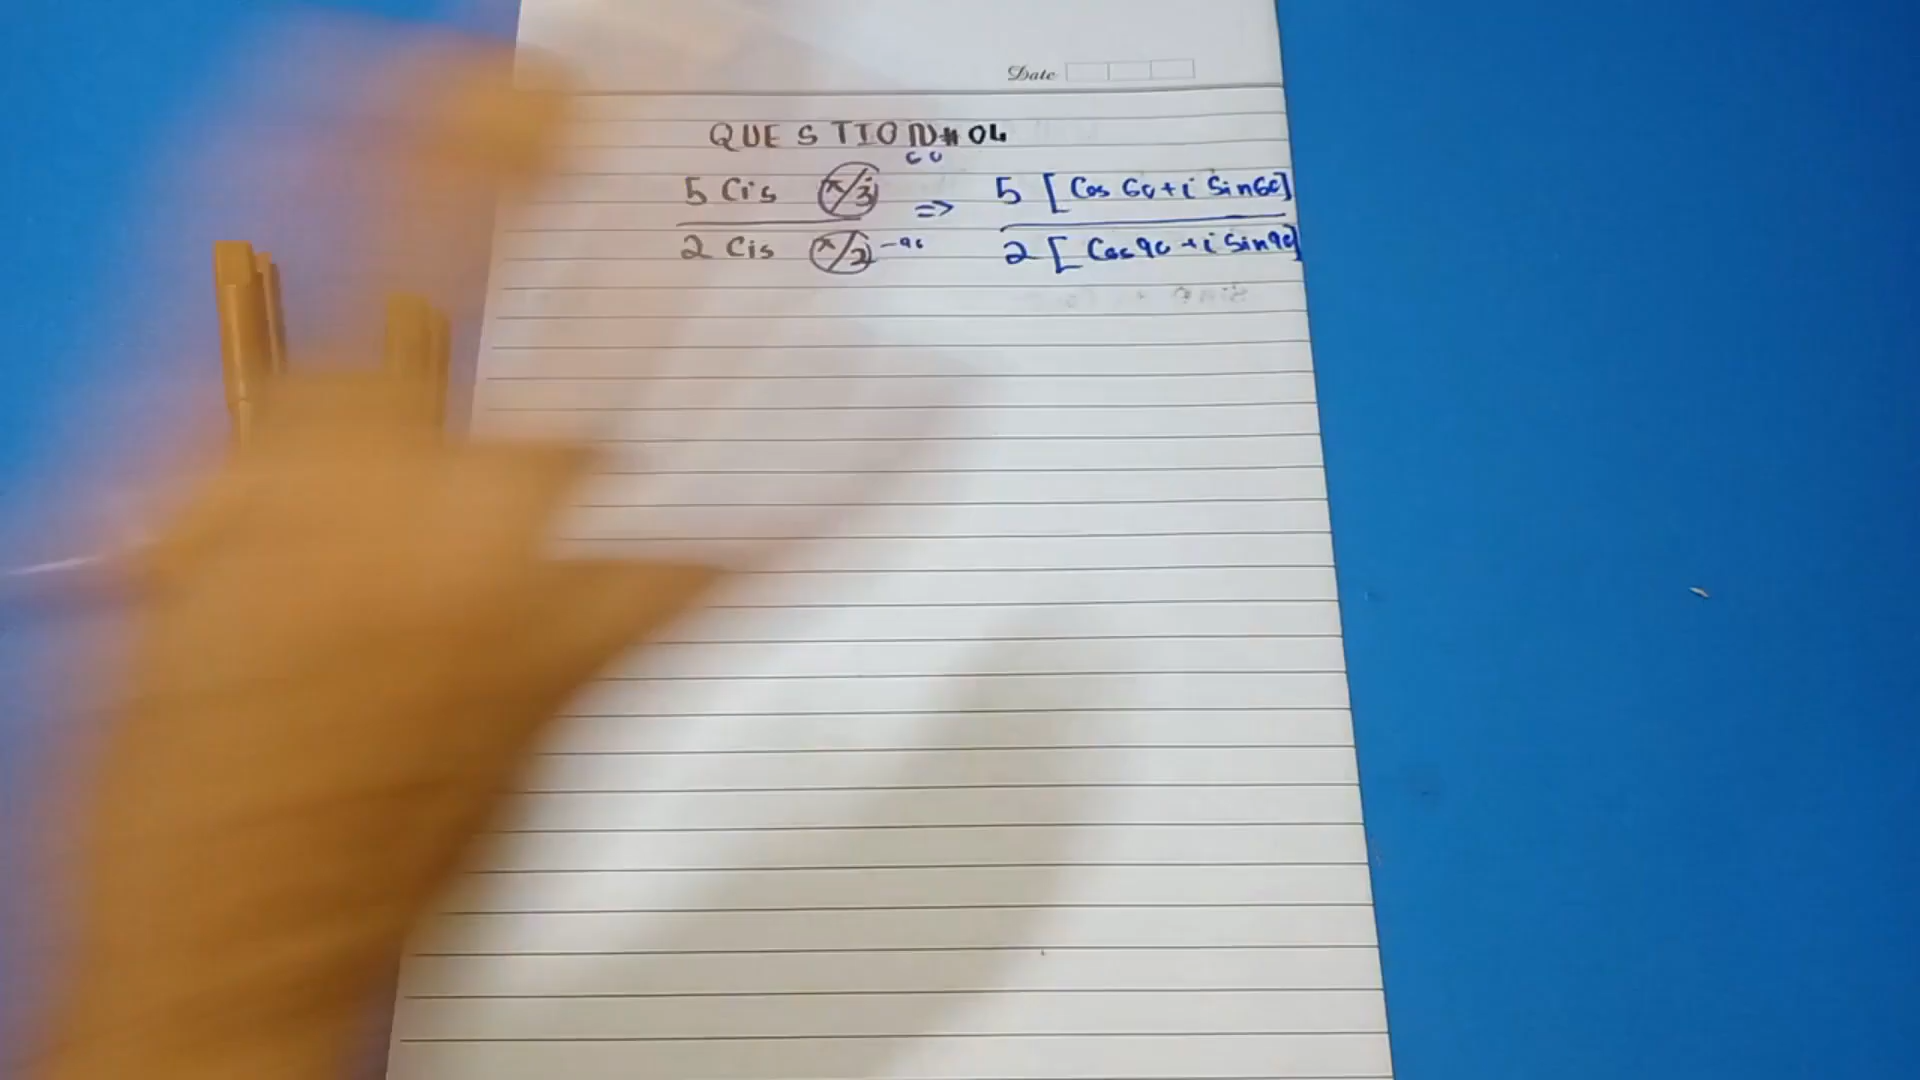 Date
QUESTION# 04
60
5 Cis π/3 => 5 [Cos 60+i Sin60]
2 Cis π/2 -90 2 [Cos90 +i Sin90]